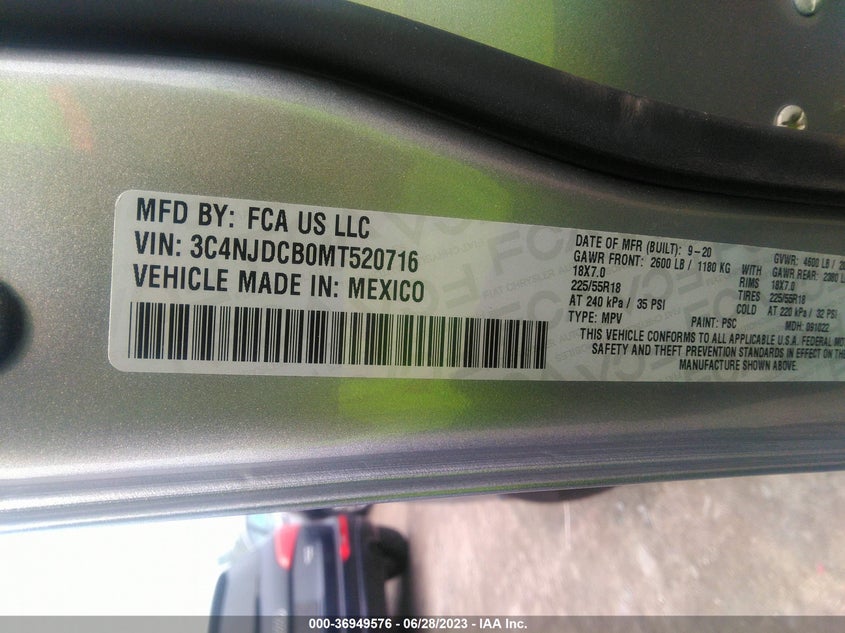 MFD BY: FCA US LLC
VIN: 3C4NJDCB0MT520716
VEHICLE MADE IN: MEXICO
DATE OF MFR (BUILT): 9-20
GVWR: 4600 LB /
GAWR FRONT: 2600 LB / 1180 KG WITH GAWR REAR: 2380 LB
18X7.0 RIMS 18X7.0
225/55R18 TIRES 225/55R18
AT 240 kPa / 35 PSI COLD AT 220 kPa / 32 PSI
TYPE: MPV PAINT: PSC MDH: 091022
THIS VEHICLE CONFORMS TO ALL APPLICABLE U.S.A. FEDERAL
SAFETY AND THEFT PREVENTION STANDARDS IN EFFECT ON
MANUFACTURE SHOWN ABOVE.
000-36949576 / 06/28/2023 - IAA Inc.